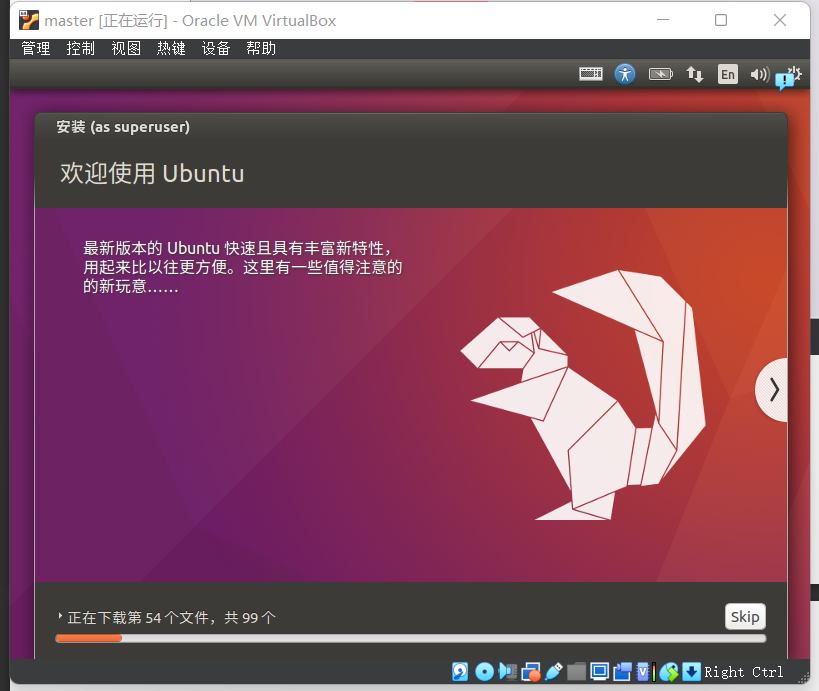 master [正在运行] - Oracle VM VirtualBox
管理 控制 视图 热键 设备 帮助
En
安装 (as superuser)
欢迎使用 Ubuntu
最新版本的 Ubuntu 快速且具有丰富新特性，
用起来比以往更方便。这里有一些值得注意的
的新玩意……
正在下载第 54 个文件，共 99 个
Skip
Right Ctrl